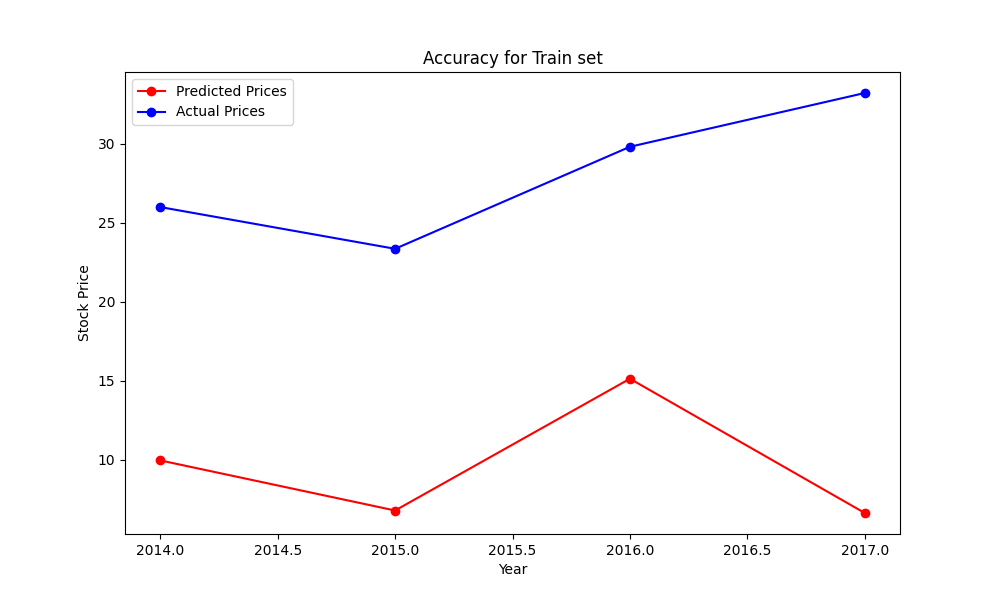 Accuracy for Train set
Predicted Prices
Actual Prices
30
25
20
15
10
Stock Price
2014.0 2014.5 2015.0 2015.5 2016.0 2016.5 2017.0
Year